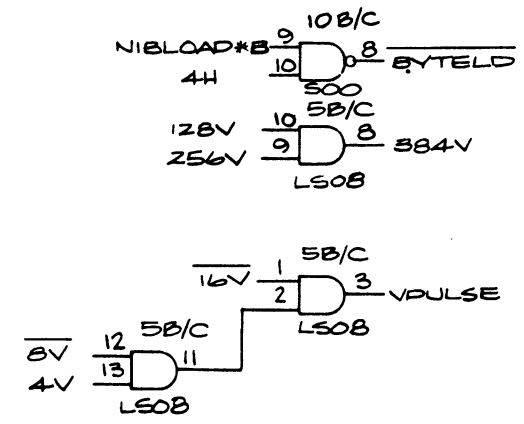 10B/C
NIBLOAD*B 9 8 BYTELD
4H 10
S00
5B/C
128V 10 8 384V
256V 9
LS08
5B/C
16V 1 3 VPULSE
2
LS08
5B/C
8V 12 11
4V 13
LS08